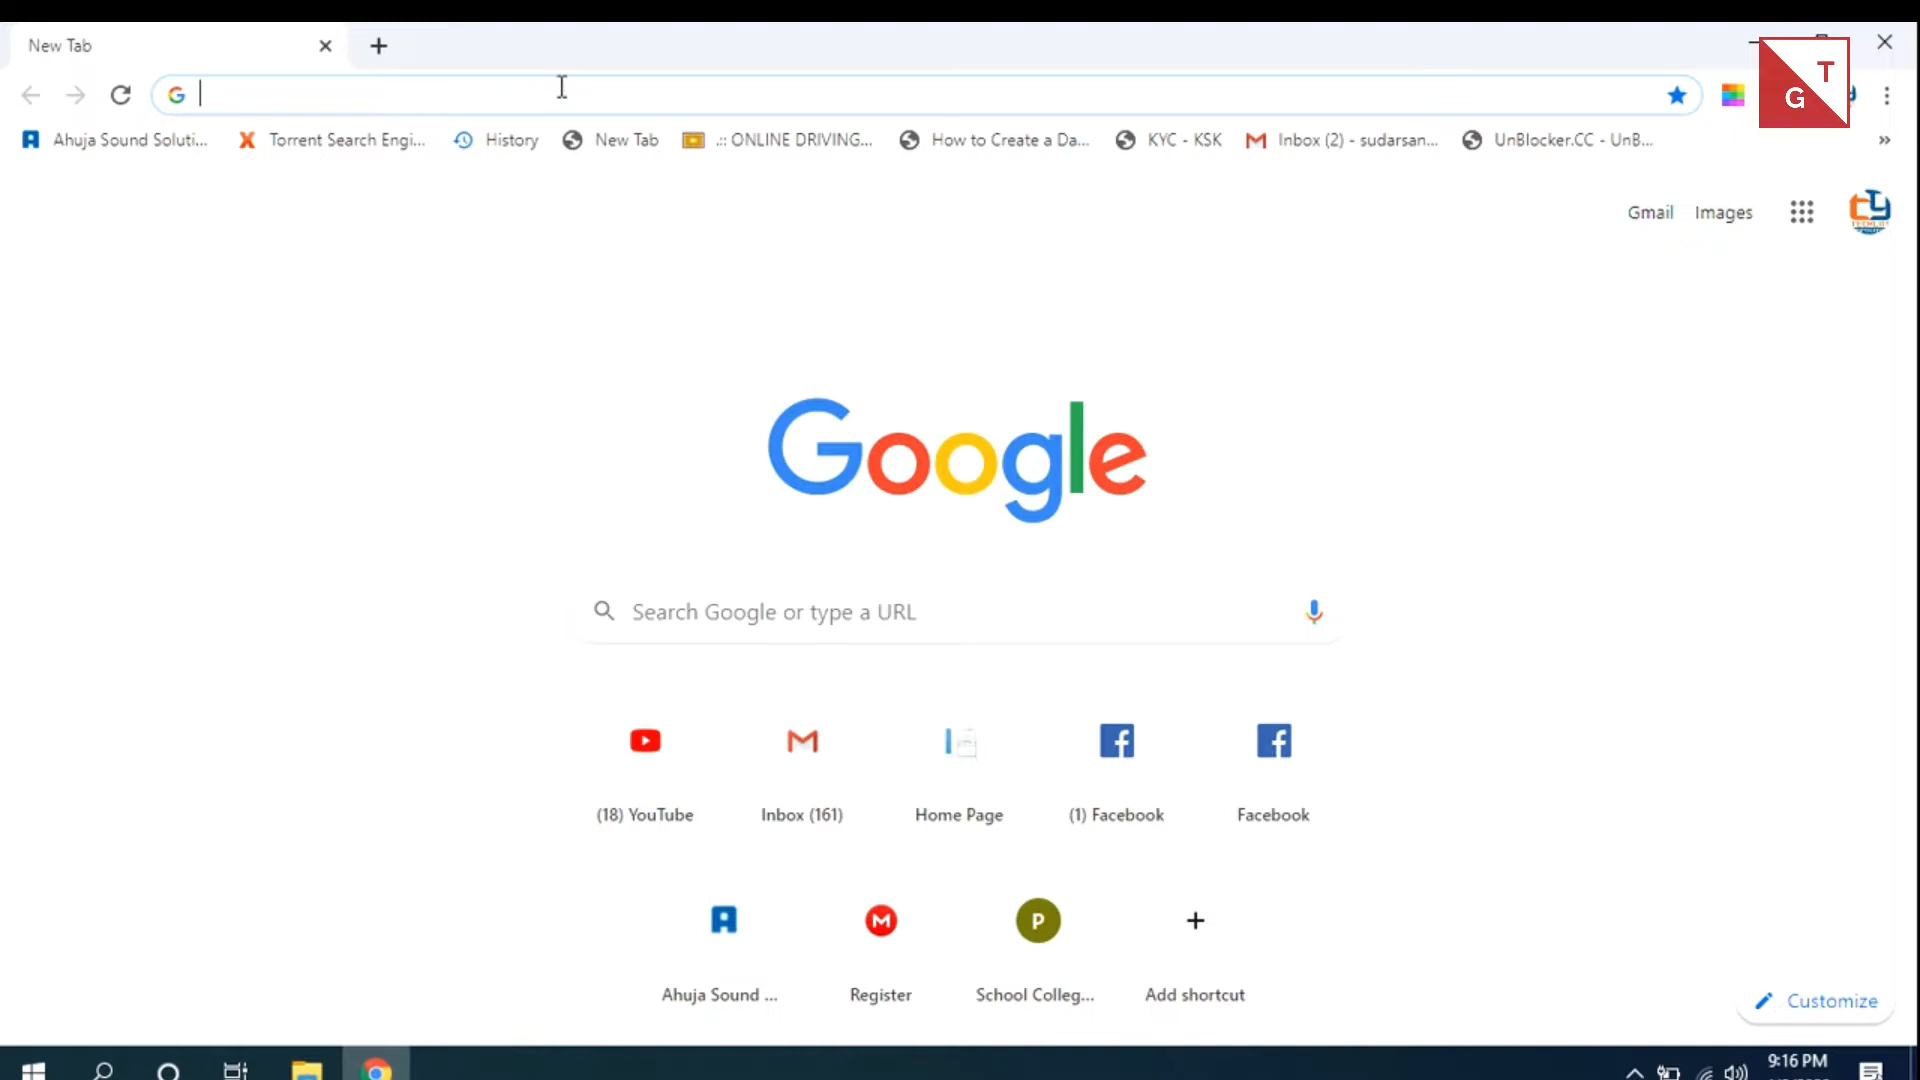 New Tab
T
G
Ahuja Sound Soluti...
Torrent Search Engi...
History
New Tab
.:: ONLINE DRIVING...
How to Create a Da...
KYC - KSK
Inbox (2) - sudarsan...
UnBlocker.CC - UnB...
Gmail
Images
Google
Search Google or type a URL
(18) YouTube
Inbox (161)
Home Page
(1) Facebook
Facebook
P
Ahuja Sound ...
Register
School Colleg...
Add shortcut
Customize
9:16 PM